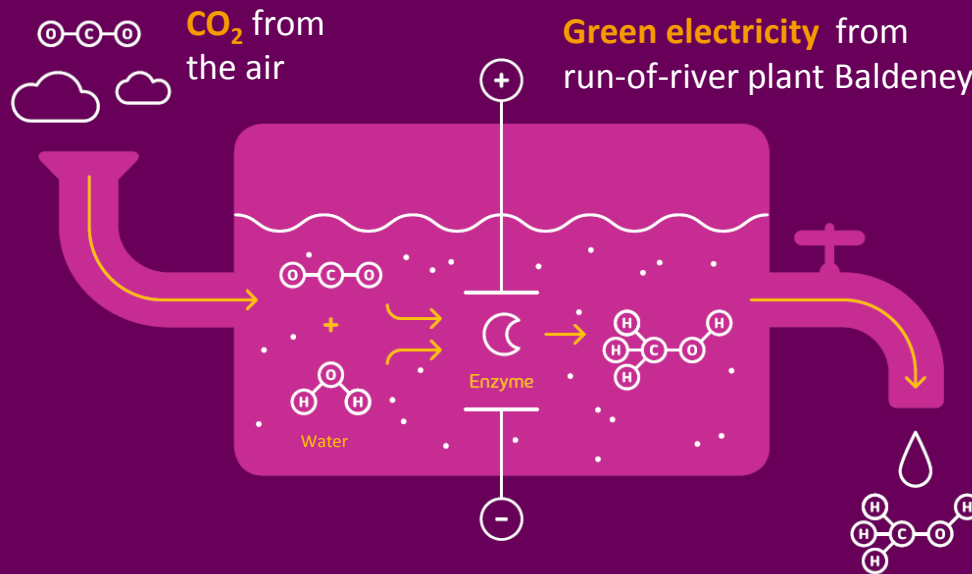 O C O
CO₂ from
the air
Green electricity from
run-of-river plant Baldeney
+
O C O
+
O
H H
Water
Enzyme
H H
H C O
H
−
H H
H C O
H